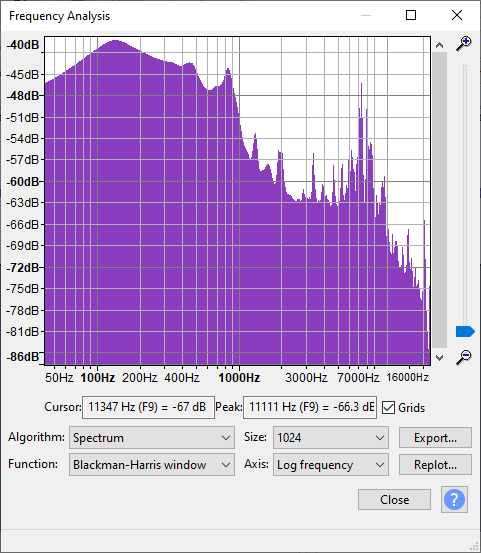 Frequency Analysis
-40dB
-45dB
-48dB
-51dB
-54dB
-57dB
-60dB
-63dB
-66dB
-69dB
-72dB
-75dB
-78dB
-81dB
-86dB
50Hz 100Hz 200Hz 400Hz 1000Hz 3000Hz 7000Hz 16000Hz
Cursor: 11347 Hz (F9) = -67 dB Peak: 11111 Hz (F9) = -66.3 dB Grids
Algorithm: Spectrum Size: 1024 Export...
Function: Blackman-Harris window Axis: Log frequency Replot...
Close ?